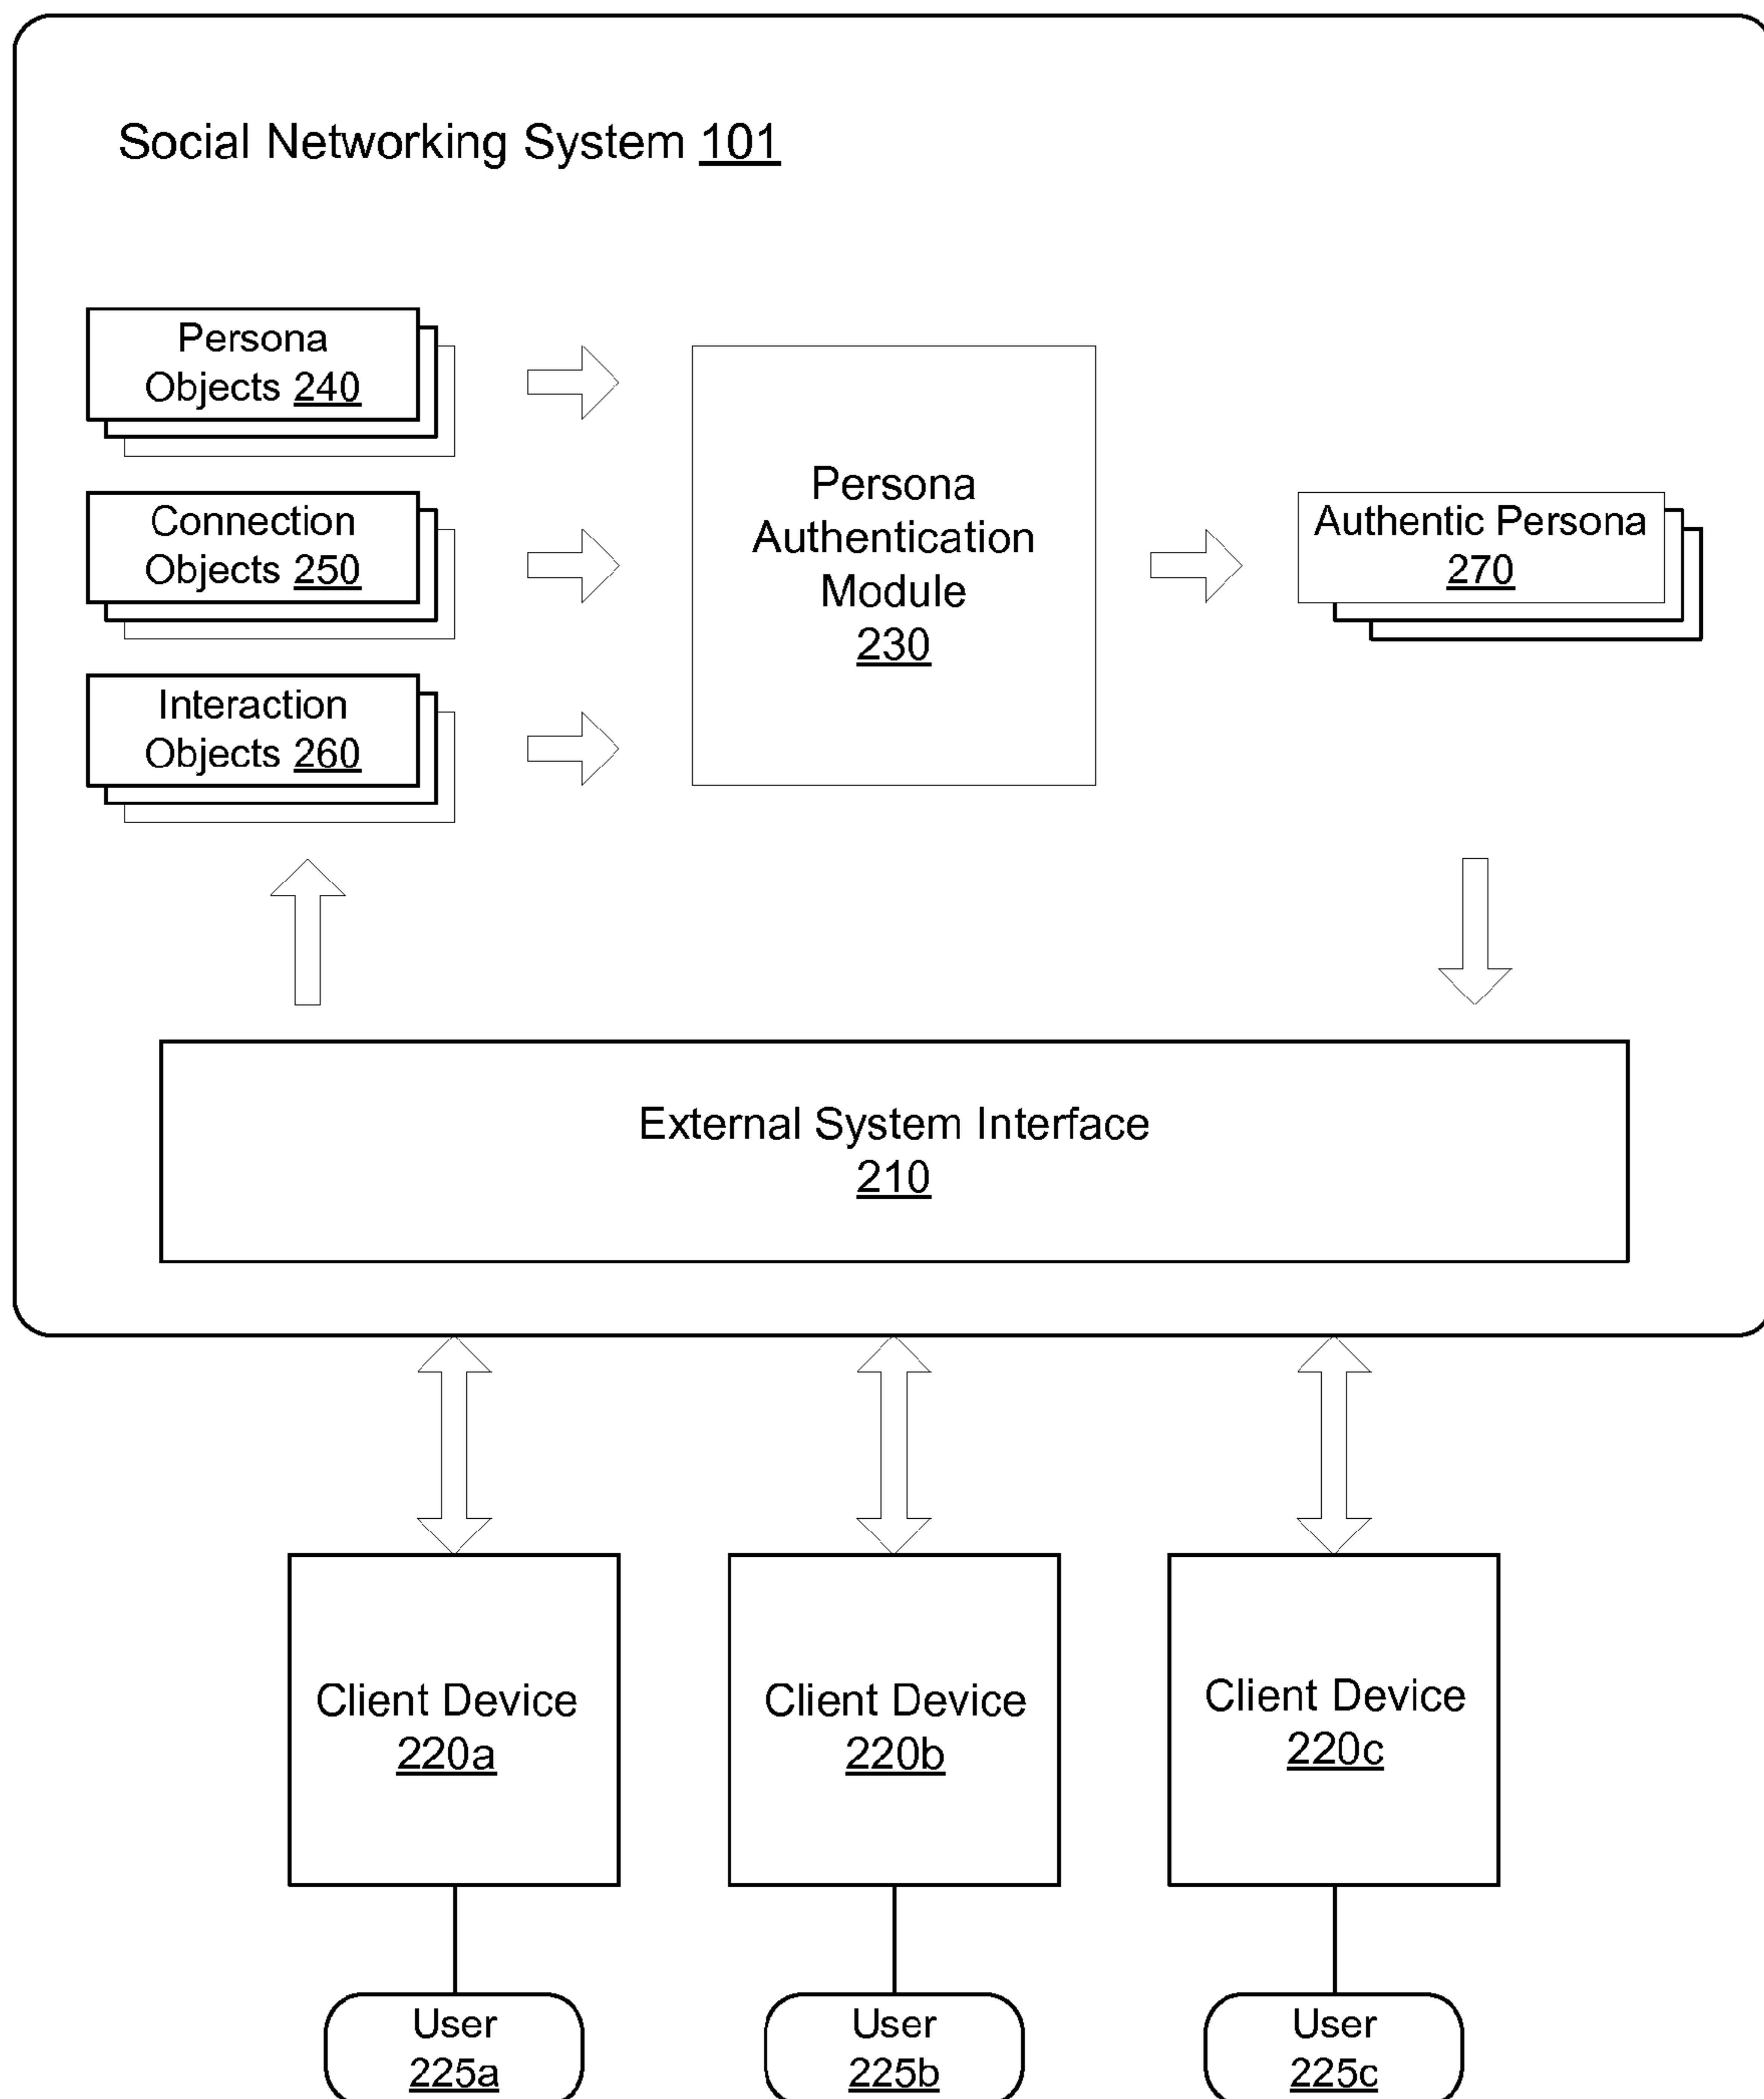 Social Networking System 101
Persona
Objects 240
Connection
Objects 250
Interaction
Objects 260
Persona
Authentication
Module
230
Authentic Persona
270
External System Interface
210
Client Device
220a
Client Device
220b
Client Device
220c
User
225a
User
225b
User
225c